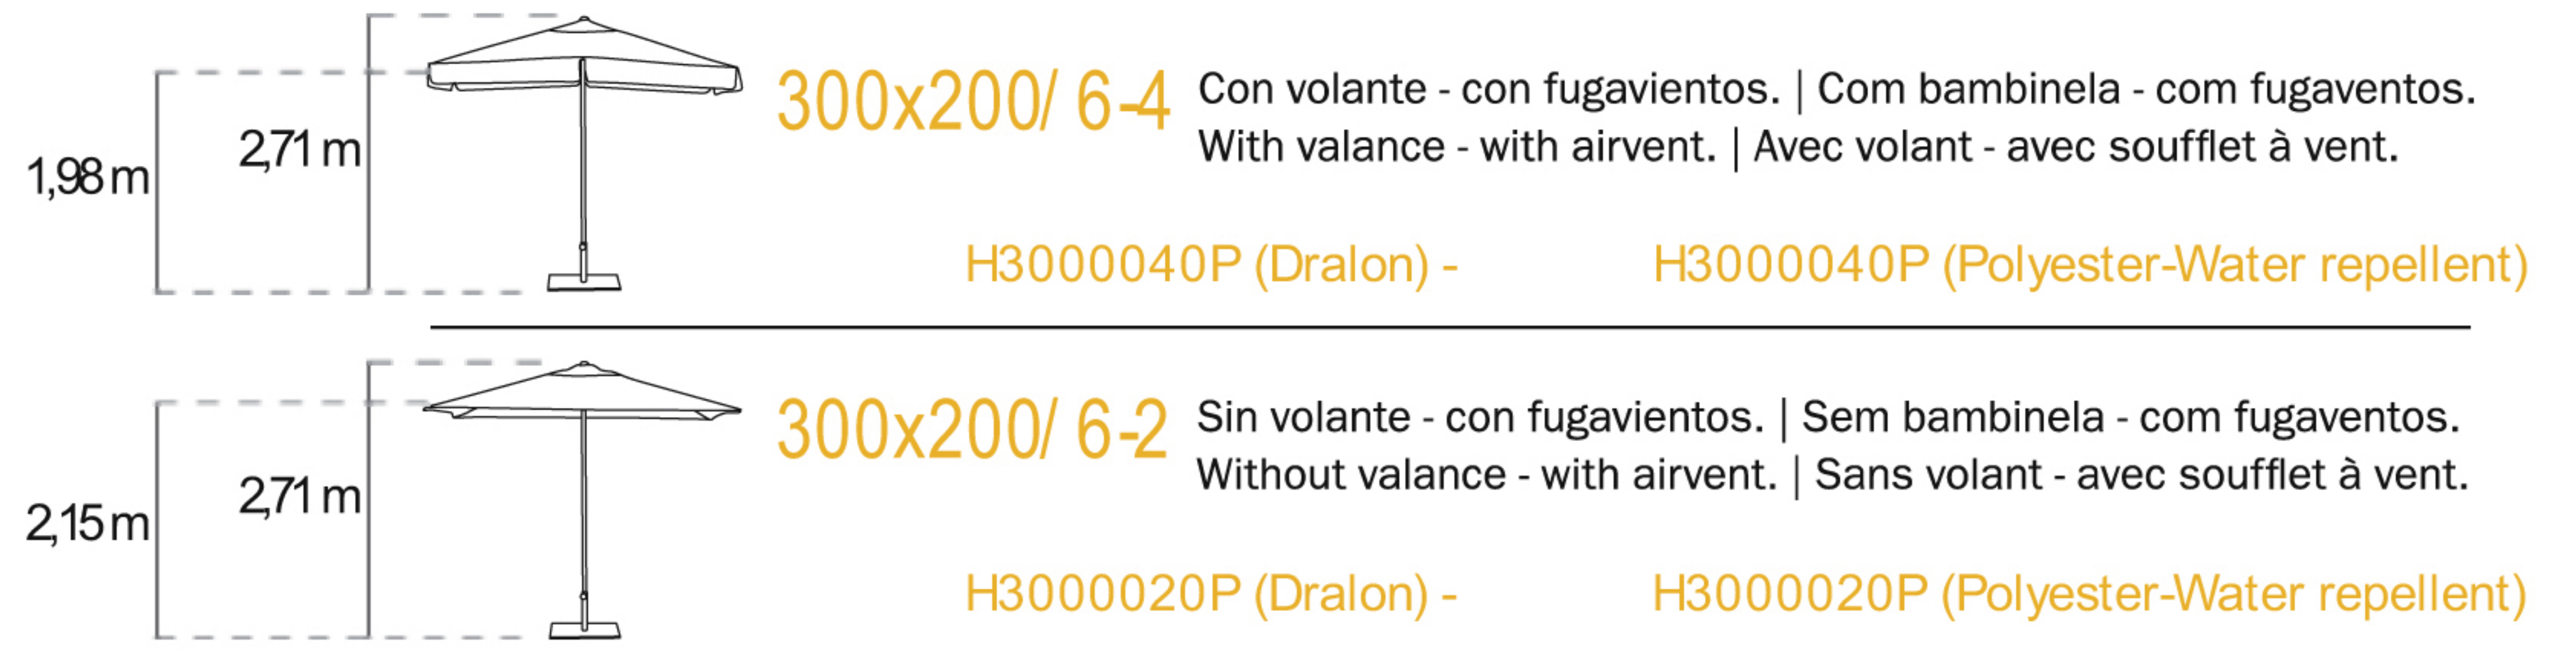 300x200/ 6-4
Con volante - con fugavientos. | Com bambinela - com fugaventos.
With valance - with airvent. | Avec volant - avec soufflet à vent.
2,71 m
1,98 m
H3000040P (Dralon) - H3000040P (Polyester-Water repellent)
300x200/ 6-2
Sin volante - con fugavientos. | Sem bambinela - com fugaventos.
Without valance - with airvent. | Sans volant - avec soufflet à vent.
2,71 m
2,15 m
H3000020P (Dralon) - H3000020P (Polyester-Water repellent)